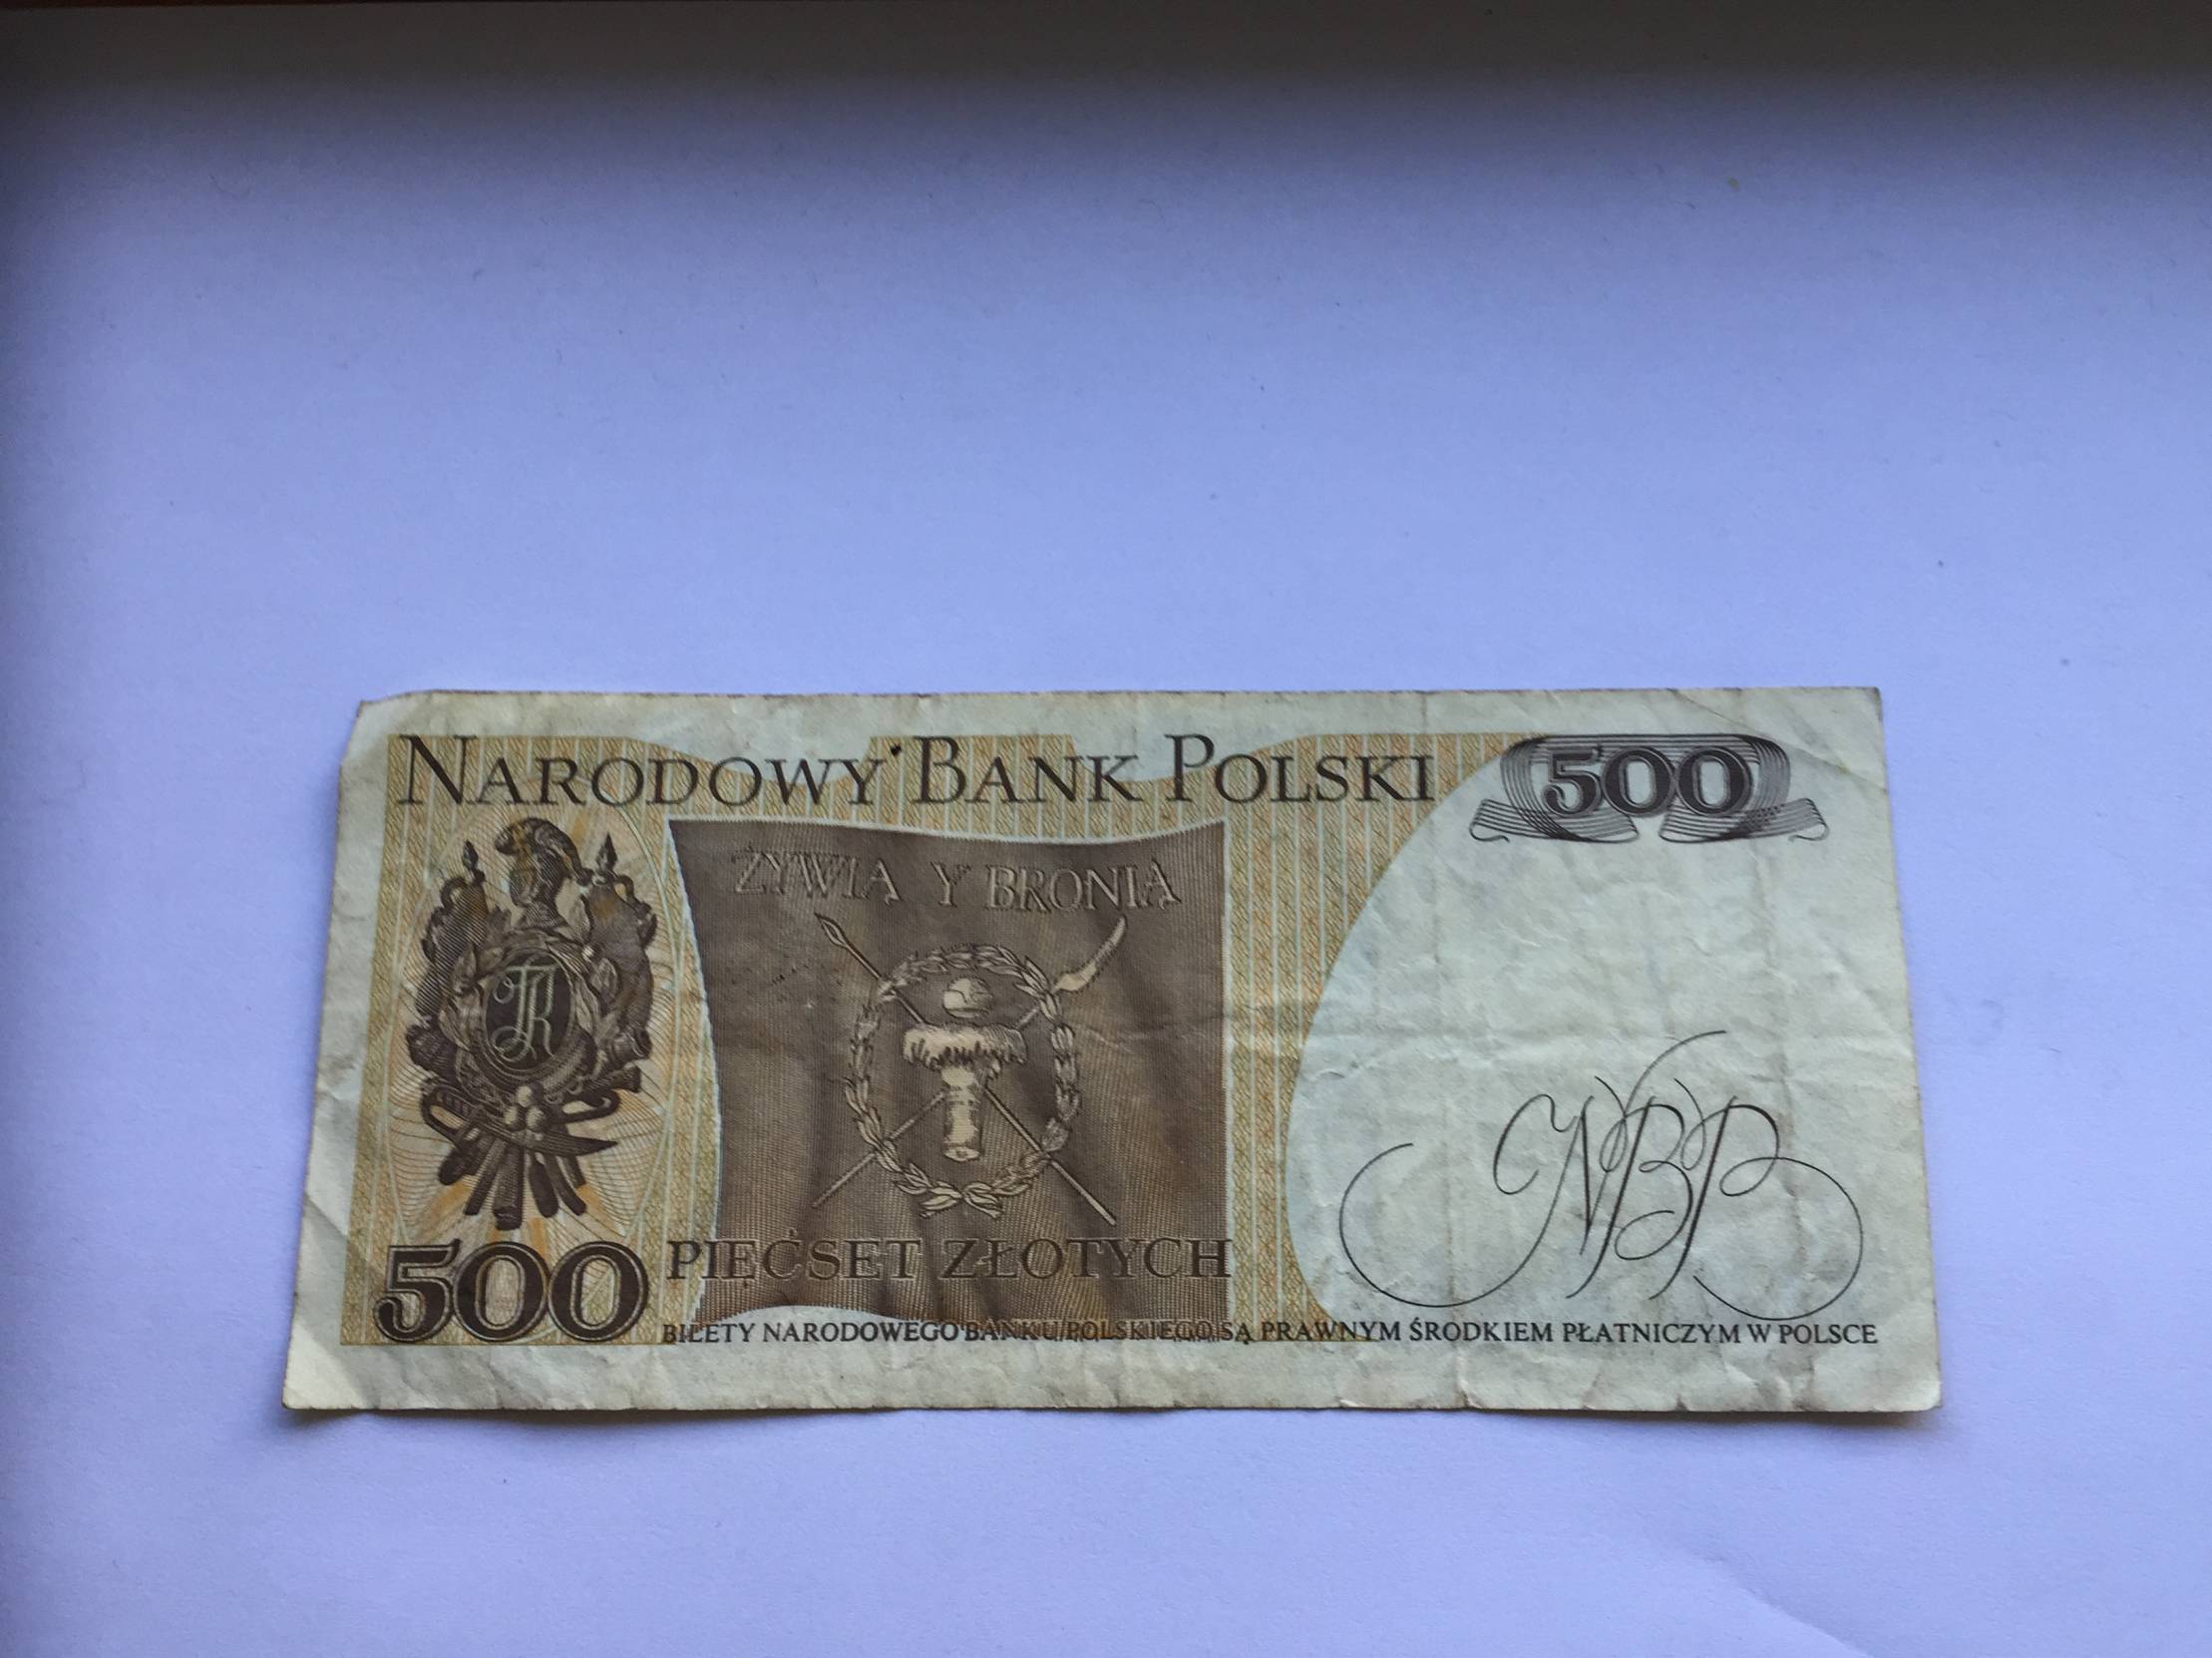 NARODOWY BANK POLSKI
500
ŻYWIĄ Y BRONIĄ
TK
NBP
500
PIĘĆSET ZŁOTYCH
BILETY NARODOWEGO BANKU POLSKIEGO SĄ PRAWNYM ŚRODKIEM PŁATNICZYM W POLSCE